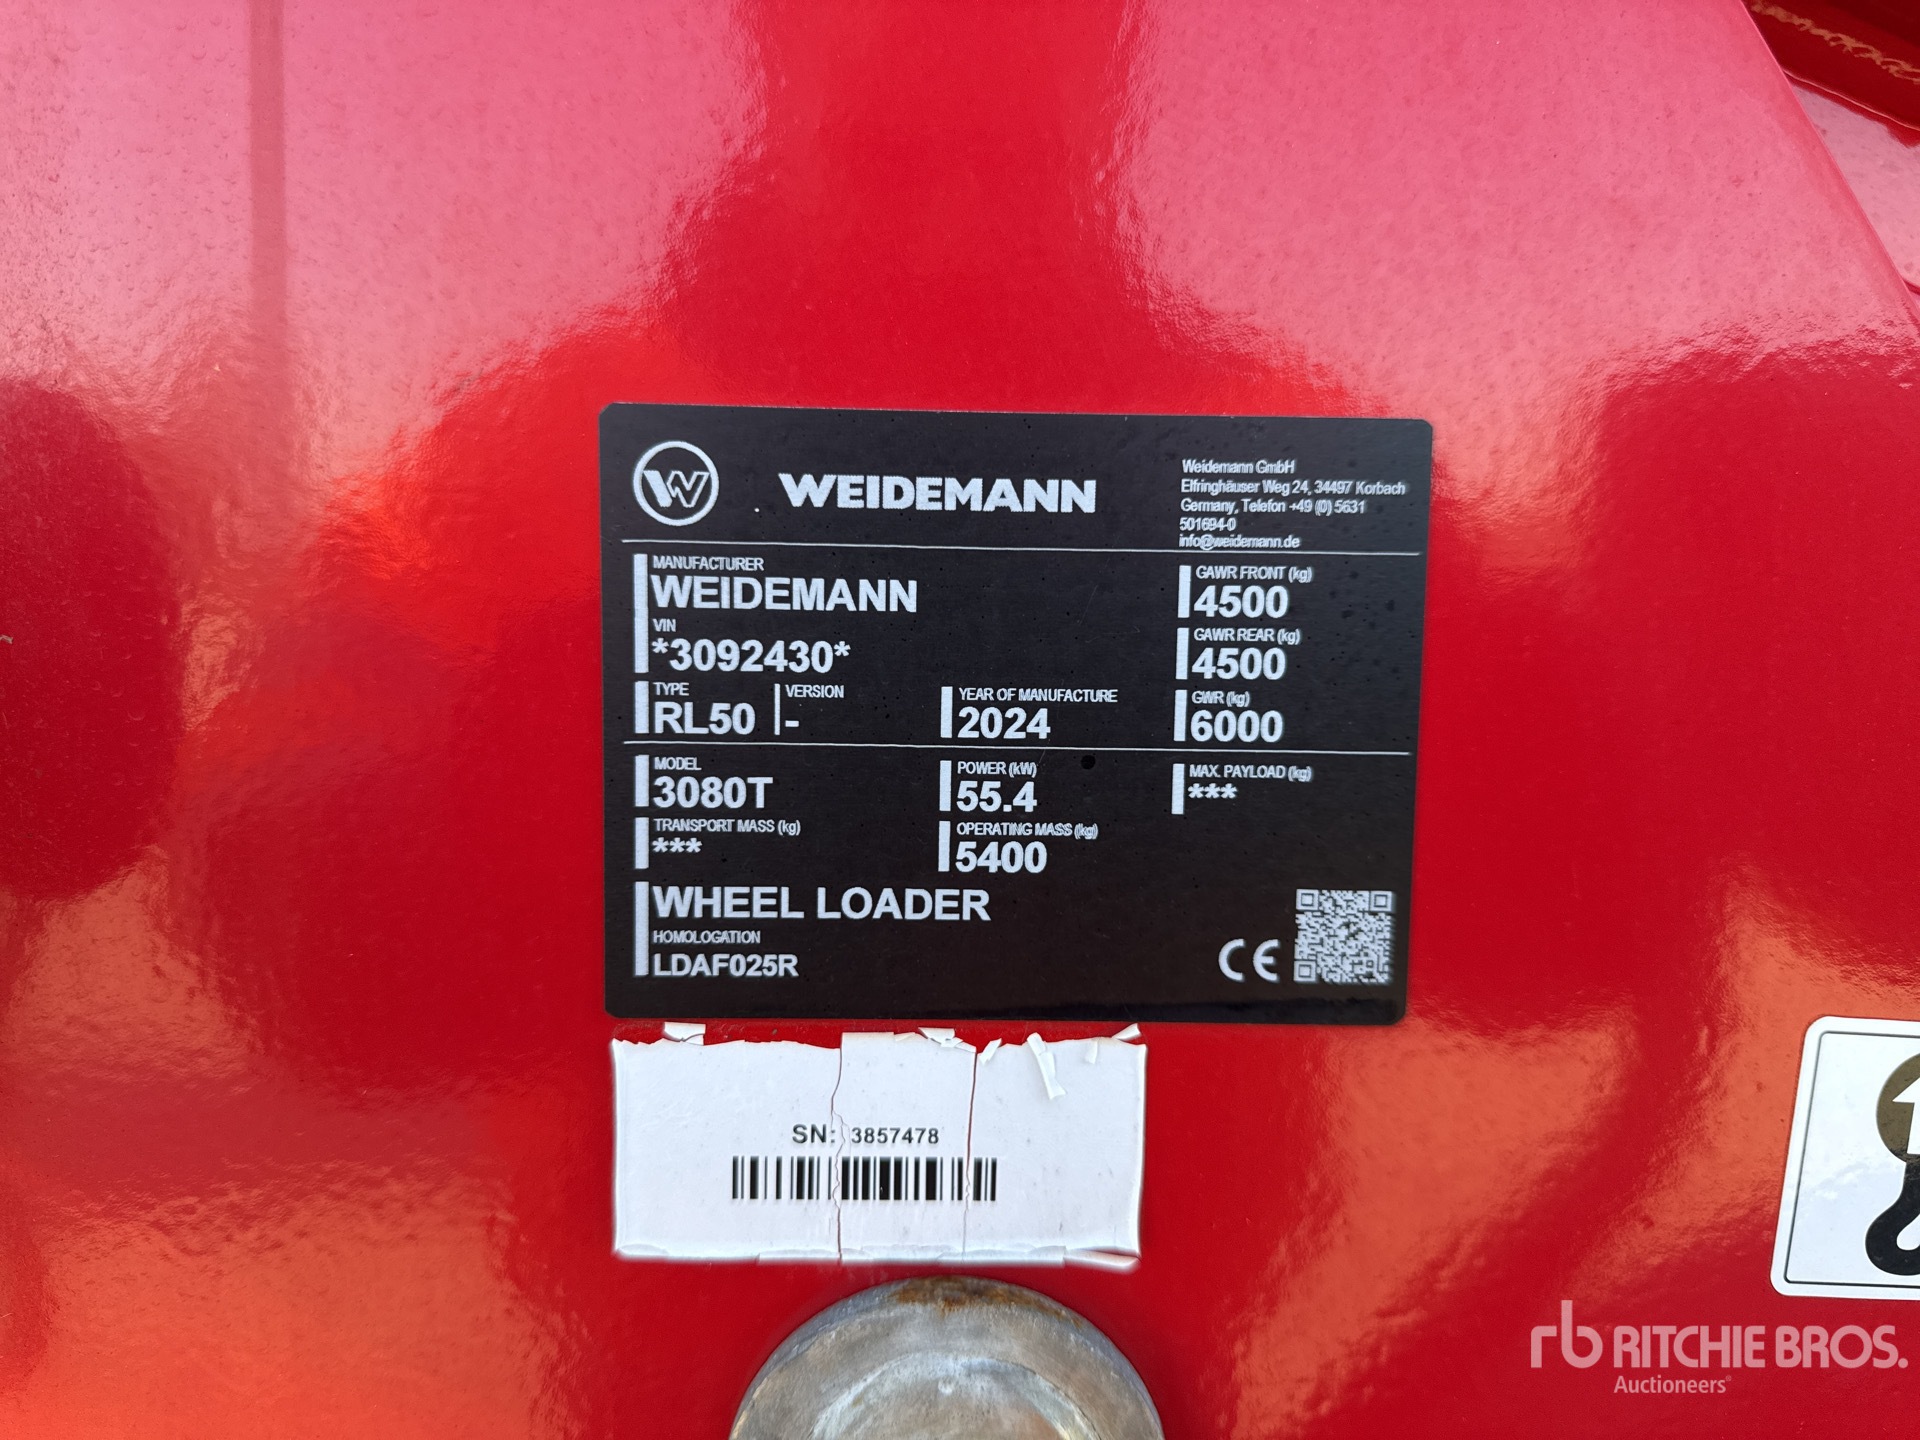 WEIDEMANN
Weidemann GmbH
Elfringhäuser Weg 24, 34497 Korbach
Germany, Telefon +49 (0) 5631
501694-0
info@weidemann.de
MANUFACTURER
WEIDEMANN
VIN
*3092430*
TYPE VERSION
RL50 -
YEAR OF MANUFACTURE
2024
GAWR FRONT (kg)
4500
GAWR REAR (kg)
4500
GWR (kg)
6000
MODEL
3080T
POWER (kW)
55.4
MAX. PAYLOAD (kg)
***
TRANSPORT MASS (kg)
***
OPERATING MASS (kg)
5400
WHEEL LOADER
HOMOLOGATION
LDAF025R
CE
SN: 3857478
rb RITCHIE BROS.
Auctioneers®